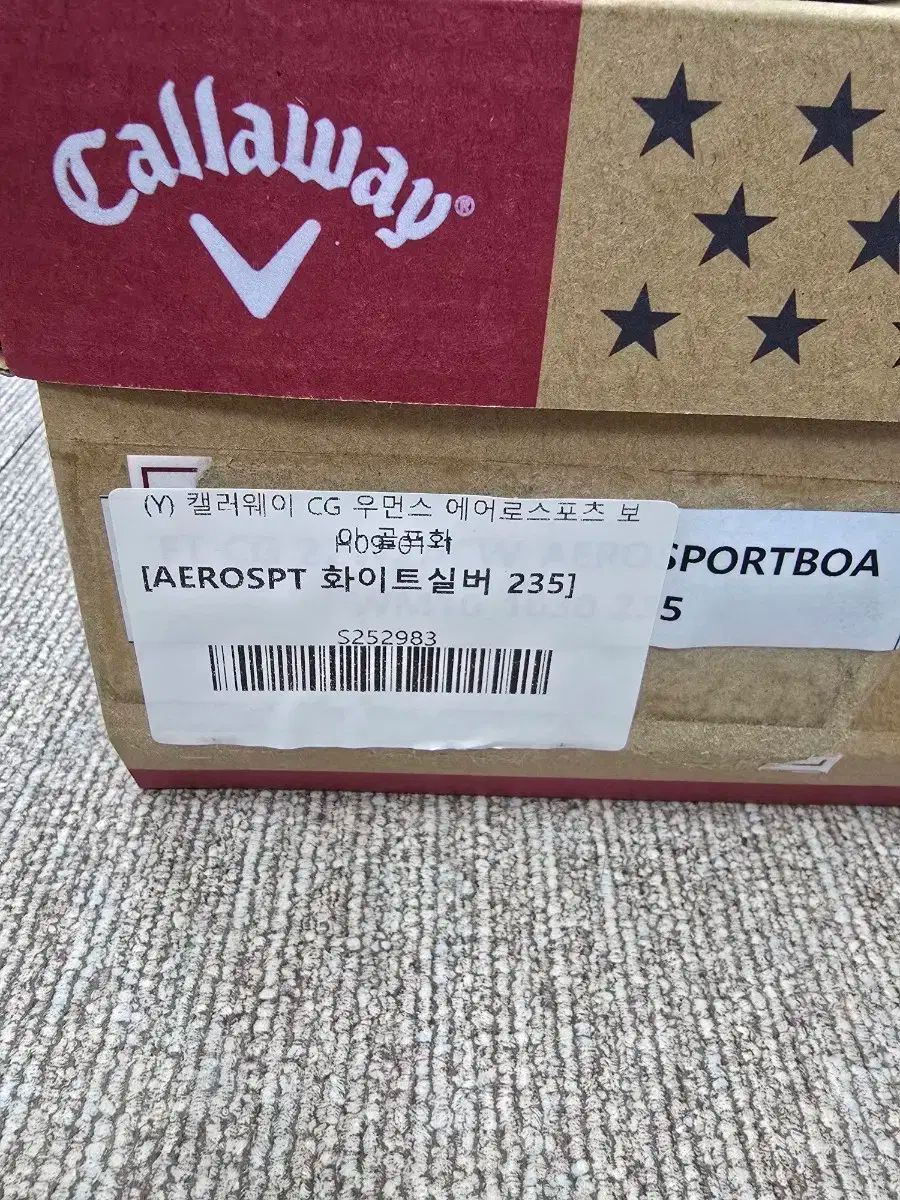 Callaway®
(Y) 캘러웨이 CG 우먼스 에어로스포츠 보
아 골프화
[AEROSPT 화이트실버 235]
S252983
SPORTBOA
5